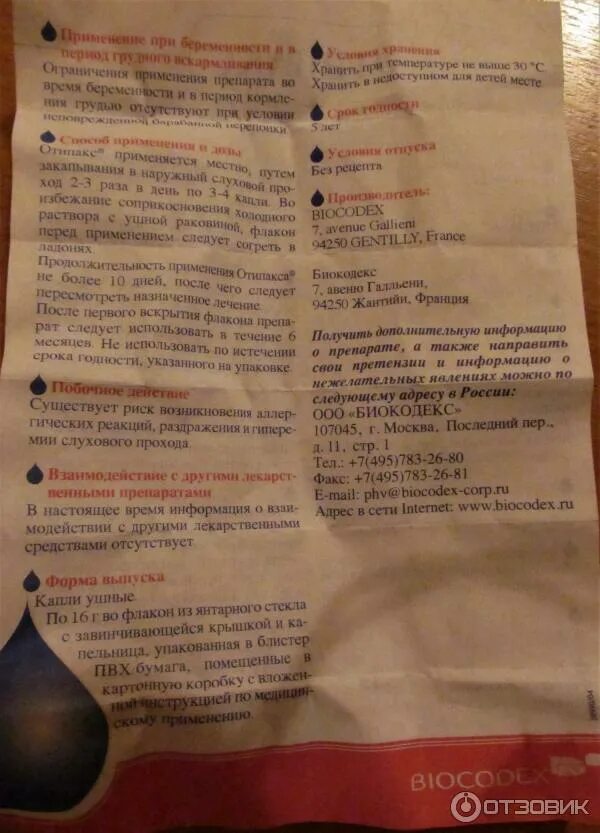 Применение при беременности и в
период грудного вскармливания
Ограничения применения препарата во
время беременности и в период кормле-
ния грудью отсутствуют при условии
неповрежденной барабанной перепонки.
Способ применения и дозы
Отипакс® применяется местно, путем
закапывания в наружный слуховой про-
ход 2-3 раза в день по 3-4 капли. Во
избежание соприкосновения холодного
раствора с ушной раковиной, флакон
перед применением следует согреть в
ладонях.
Продолжительность применения Отипакса®
не более 10 дней, после чего следует
пересмотреть назначенное лечение.
После первого вскрытия флакона препа-
рат следует использовать в течение 6
месяцев. Не использовать по истечении
срока годности, указанного на упаковке.
Побочное действие
Существует риск возникновения аллер-
гических реакций, раздражения и гипере-
мии слухового прохода.
Взаимодействие с другими лекарст-
венными препаратами
В настоящее время информация о взаи-
модействии с другими лекарственными
средствами отсутствует.
Форма выпуска
Капли ушные.
По 16 г во флакон из янтарного стекла
с завинчивающейся крышкой и ка-
пельница, упакованная в блистер
ПВХ-бумага, помещенные в
картонную коробку с вложен-
ной инструкцией по медицин-
скому применению.
Условия хранения
Хранить при температуре не выше 30 °С.
Хранить в недоступном для детей месте.
Срок годности
5 лет
Условия отпуска
Без рецепта
Производитель:
BIOCODEX
7, avenue Gallieni
94250 GENTILLY, France
Биокодекс
7, авеню Галльени,
94250 Жантийи, Франция
Получить дополнительную информацию
о препарате, а также направить
свои претензии и информацию о
нежелательных явлениях можно по
следующему адресу в России:
ООО «БИОКОДЕКС»
107045, г. Москва, Последний пер.,
д. 11, стр. 1
Тел.: +7(495)783-26-80
Факс: +7(495)783-26-81
E-mail: phv@biocodex-corp.ru
Адрес в сети Internet: www.biocodex.ru
BIOCODEX
ОТЗОВИК